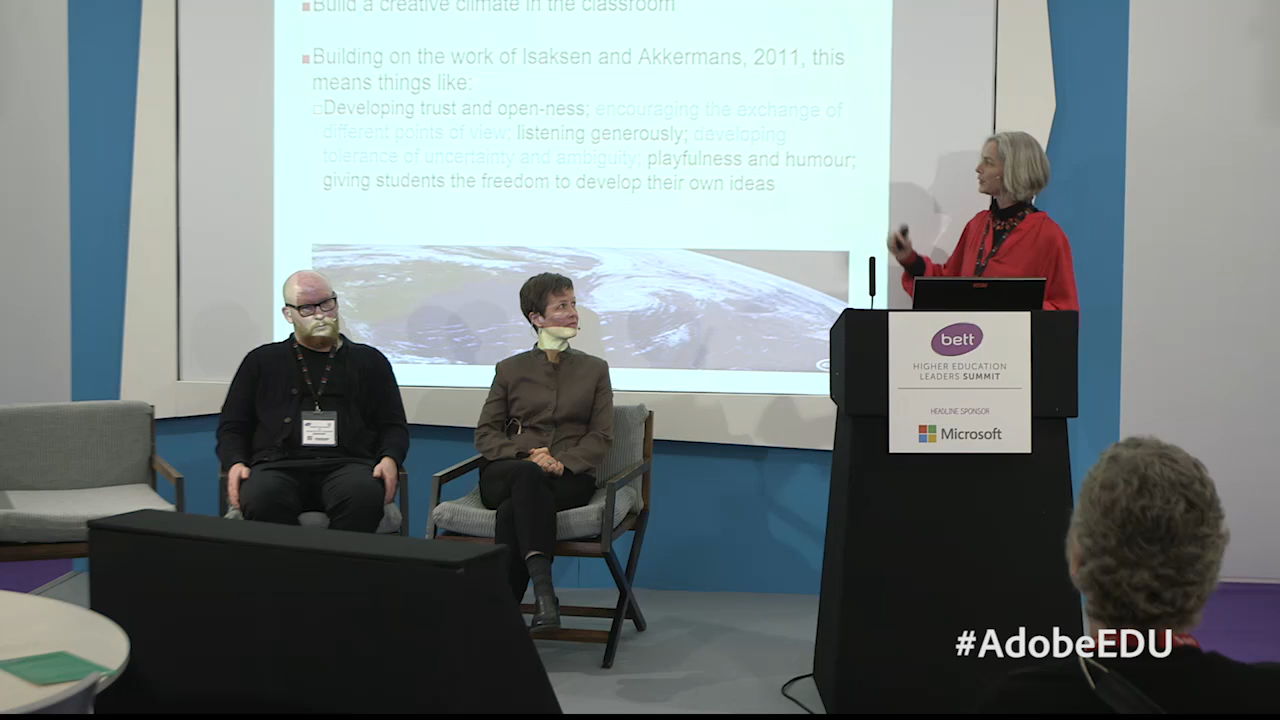 Build a creative climate in the classroom
Building on the work of Isaksen and Akkermans, 2011, this
means things like:
Developing trust and open-ness; encouraging the exchange of
different points of view; listening generously; developing
tolerance of uncertainty and ambiguity; playfulness and humour;
giving students the freedom to develop their own ideas
bett
HIGHER EDUCATION
LEADERS SUMMIT
HEADLINE SPONSOR
Microsoft
#AdobeEDU